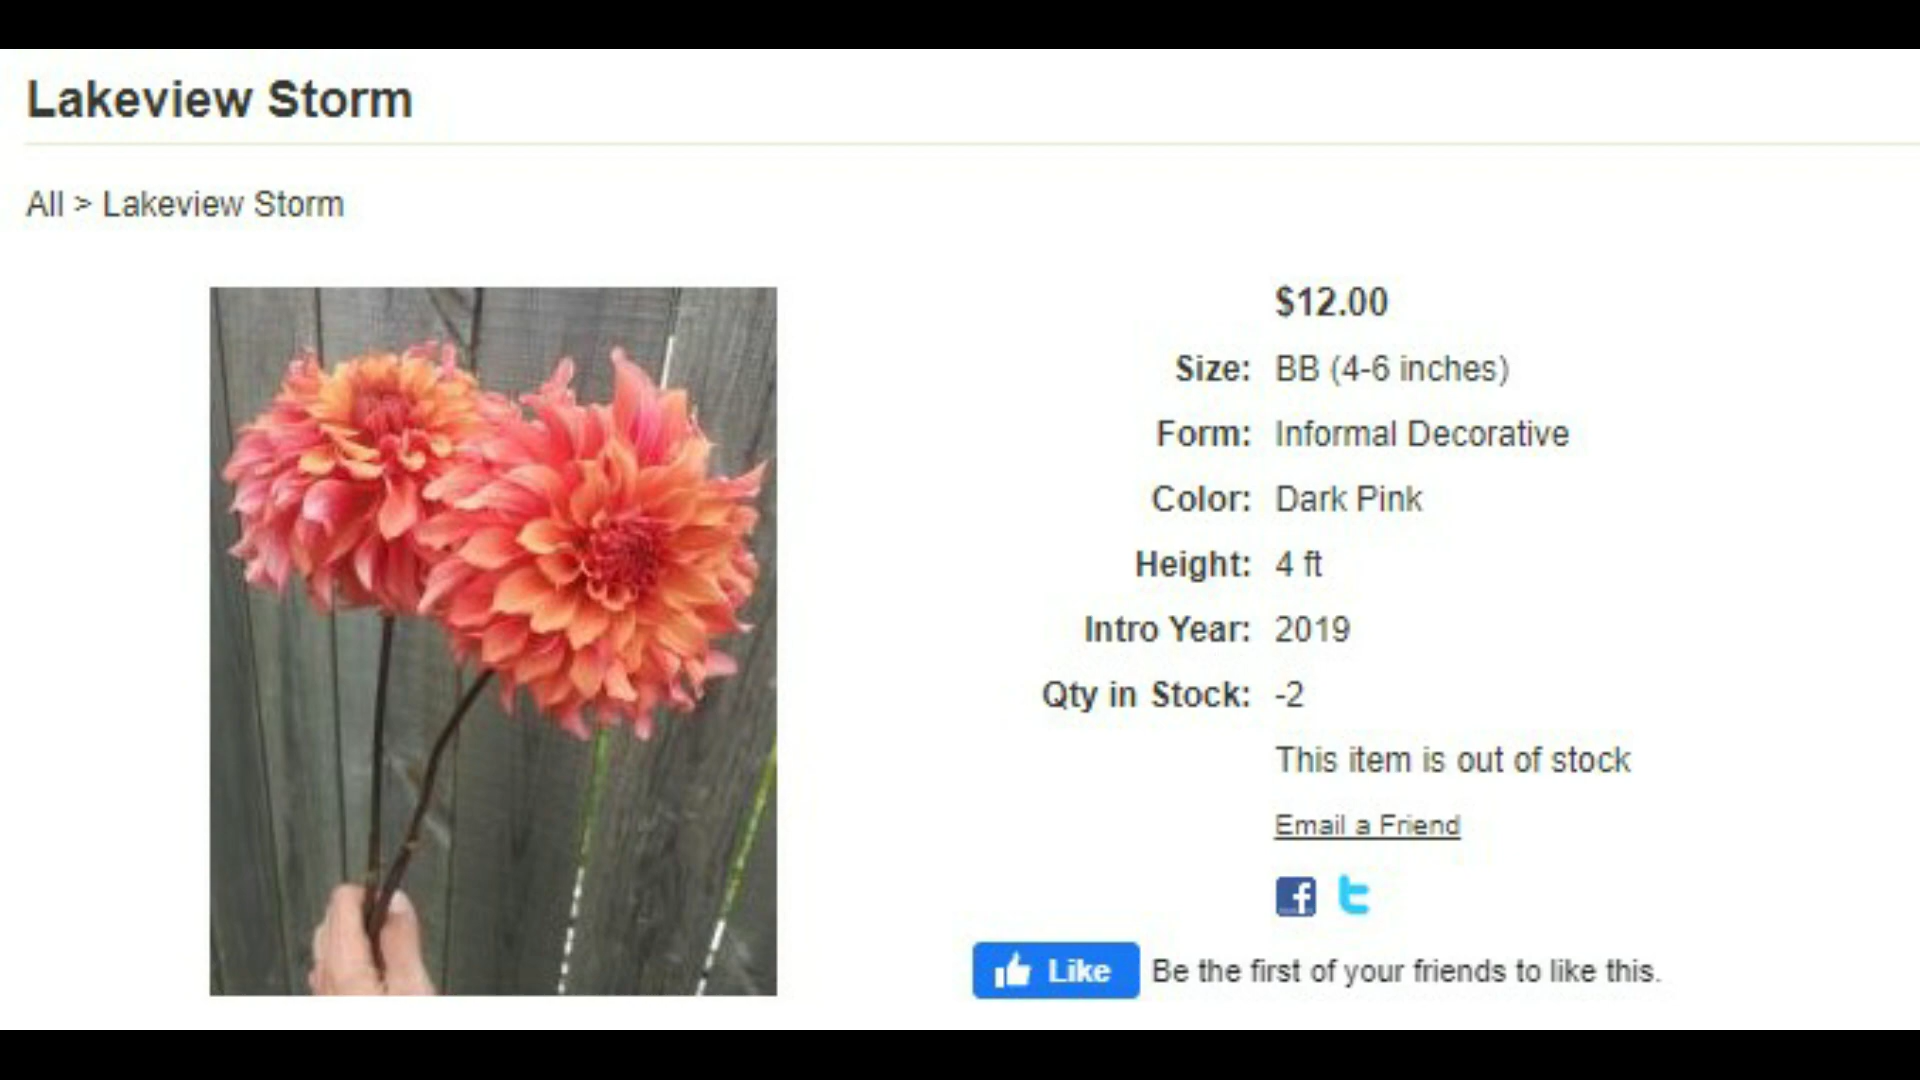 Lakeview Storm
All > Lakeview Storm
$12.00
Size: BB (4-6 inches)
Form: Informal Decorative
Color: Dark Pink
Height: 4 ft
Intro Year: 2019
Qty in Stock: -2
This item is out of stock
Email a Friend
Like Be the first of your friends to like this.